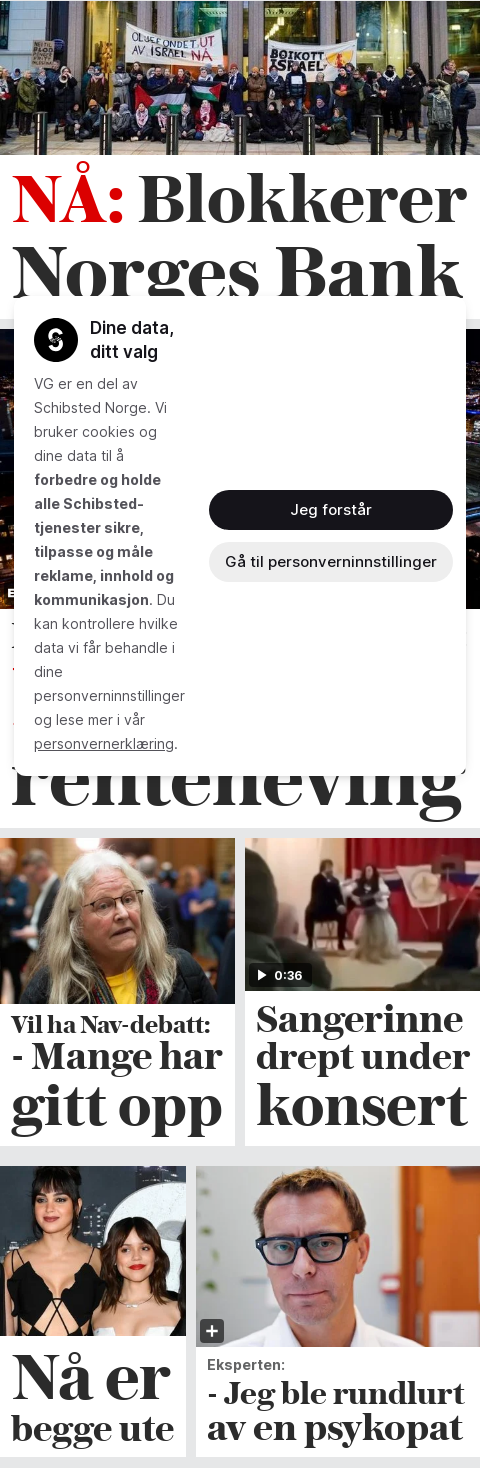 OLJEFONDET UT
AV ISRAEL NÅ
BOIKOTT
ISRAEL
NÅ: Blokkerer
Norges Bank
Dine data,
ditt valg
VG er en del av
Schibsted Norge. Vi
bruker cookies og
dine data til å
forbedre og holde
alle Schibsted-
tjenester sikre,
tilpasse og måle
reklame, innhold og
kommunikasjon. Du
kan kontrollere hvilke
data vi får behandle i
dine
personverninnstillinger
og lese mer i vår
personvernerklæring.
Jeg forstår
Gå til personverninnstillinger
renteheving
0:36
Vil ha Nav-debatt:
- Mange har
gitt opp
Sangerinne
drept under
konsert
Nå er
begge ute
Eksperten:
- Jeg ble rundlurt
av en psykopat